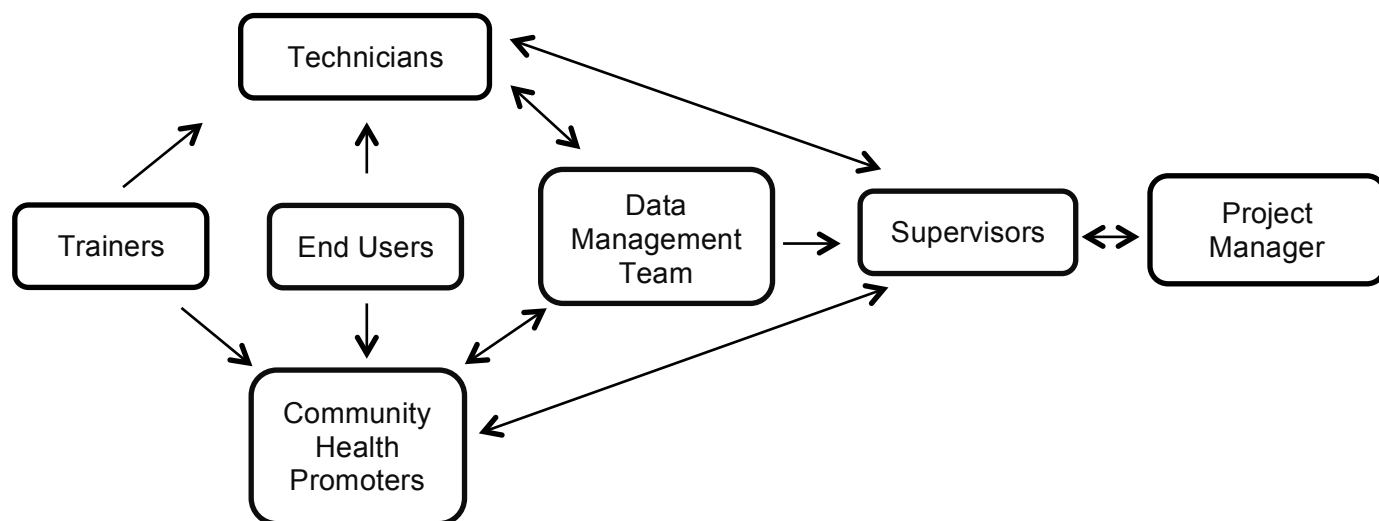 Technicians
Trainers
End Users
Data
Management
Team
Supervisors
Project
Manager
Community
Health
Promoters